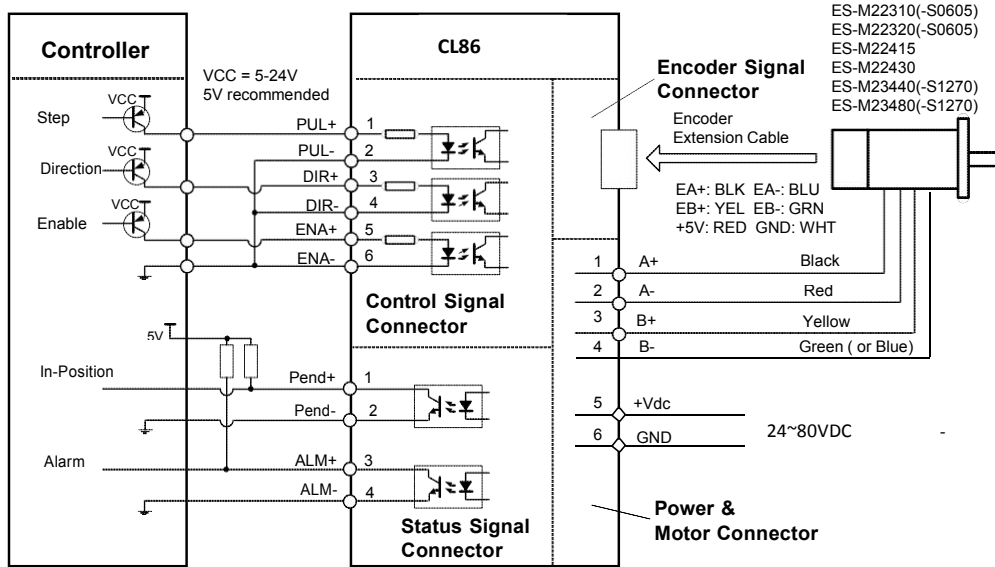 ES-M22310(-S0605)
ES-M22320(-S0605)
ES-M22415
ES-M22430
ES-M23440(-S1270)
ES-M23480(-S1270)
Controller
CL86
VCC = 5-24V
5V recommended
Encoder Signal
Connector
Encoder
Extension Cable
EA+: BLK EA-: BLU
EB+: YEL EB-: GRN
+5V: RED GND: WHT
VCC
Step
PUL+ 1
PUL- 2
VCC
Direction
DIR+ 3
DIR- 4
VCC
Enable
ENA+ 5
ENA- 6
Control Signal
Connector
1 A+ Black
2 A- Red
3 B+ Yellow
4 B- Green ( or Blue)
5V
In-Position
Pend+ 1
Pend- 2
Alarm
ALM+ 3
ALM- 4
Status Signal
Connector
5 +Vdc
6 GND
24~80VDC -
Power &
Motor Connector